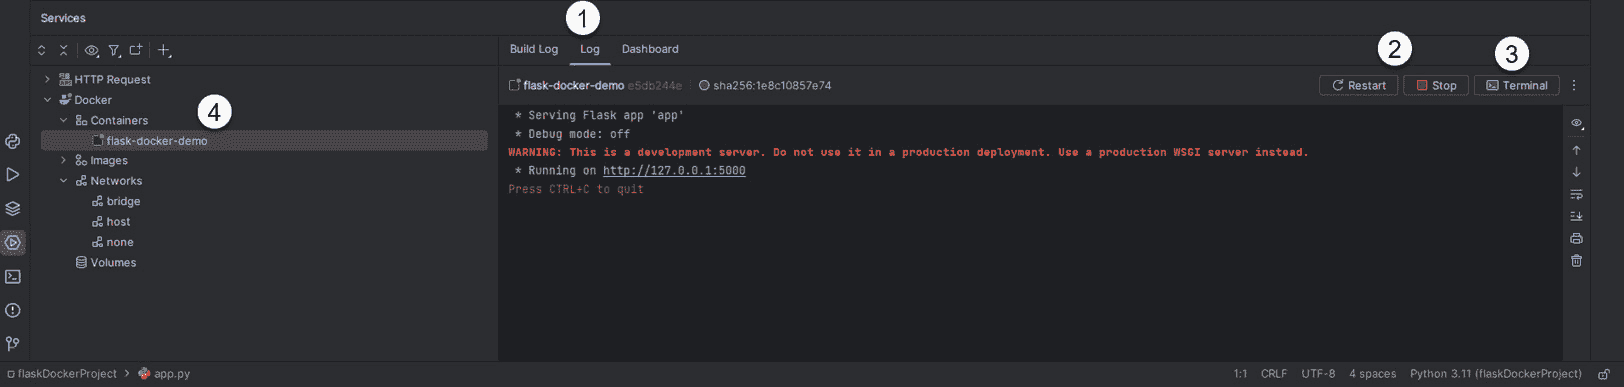 Services
1
Build Log Log Dashboard
2
3
HTTP Request
flask-docker-demo e5db244e sha256:1e8c10857e74 Restart Stop Terminal
Docker
4
Containers
* Serving Flask app 'app'
flask-docker-demo
* Debug mode: off
Images
WARNING: This is a development server. Do not use it in a production deployment. Use a production WSGI server instead.
* Running on http://127.0.0.1:5000
Networks
Press CTRL+C to quit
bridge
host
none
Volumes
flaskDockerProject > app.py 1:1 CRLF UTF-8 4 spaces Python 3.11 (flaskDockerProject)